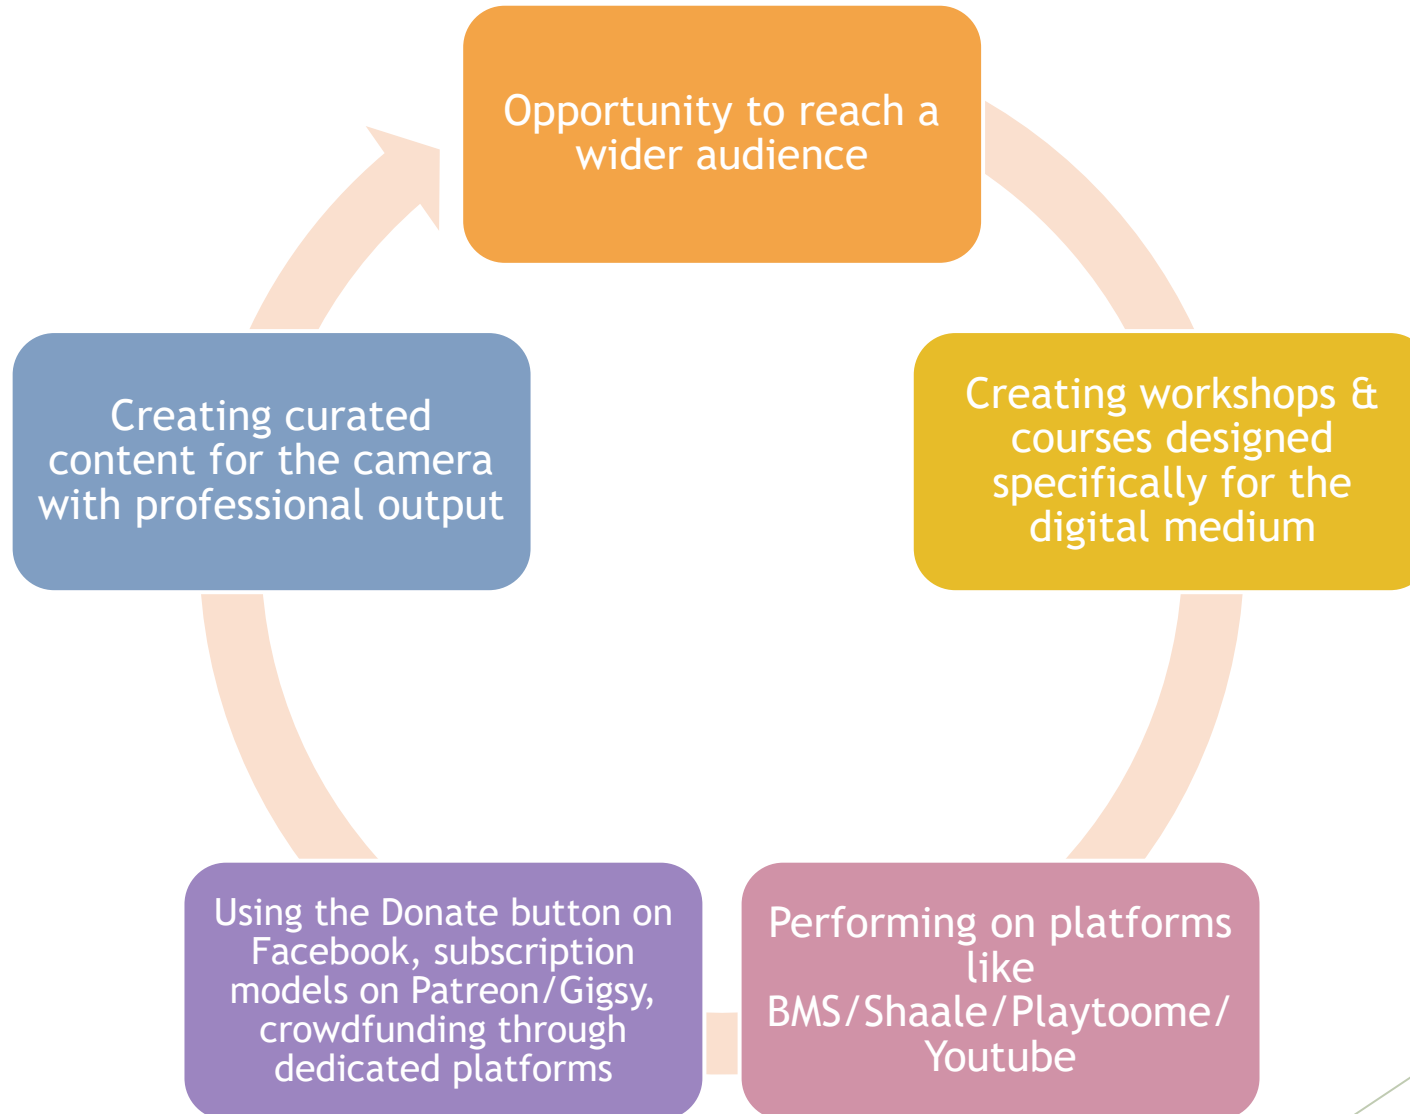 Opportunity to reach a
wider audience
Creating workshops &
courses designed
specifically for the
digital medium
Performing on platforms
like
BMS/Shaale/Playtoome/
Youtube
Using the Donate button on
Facebook, subscription
models on Patreon/Gigsy,
crowdfunding through
dedicated platforms
Creating curated
content for the camera
with professional output